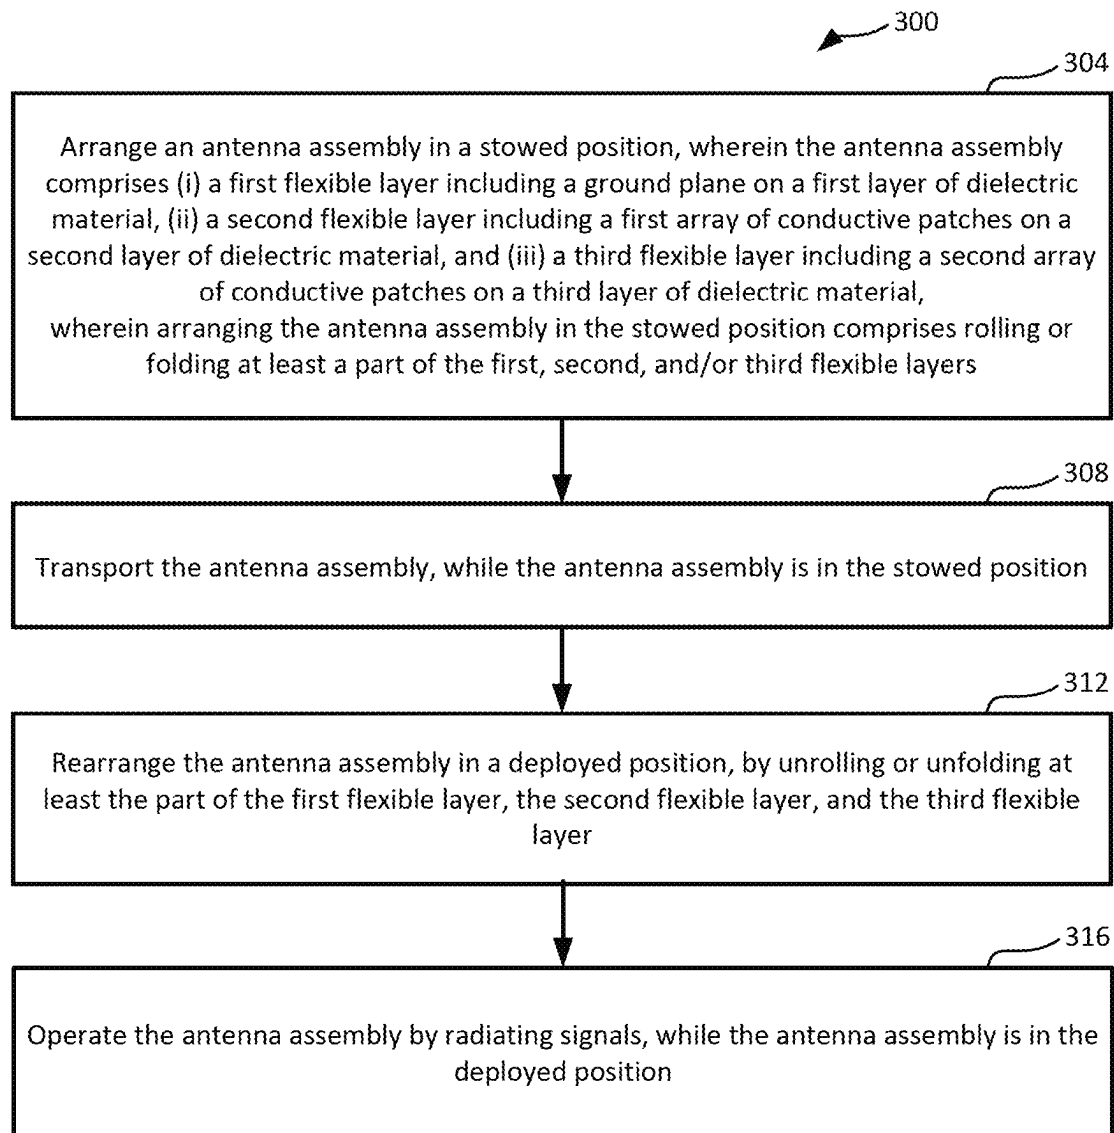 300
304
Arrange an antenna assembly in a stowed position, wherein the antenna assembly
comprises (i) a first flexible layer including a ground plane on a first layer of dielectric
material, (ii) a second flexible layer including a first array of conductive patches on a
second layer of dielectric material, and (iii) a third flexible layer including a second array
of conductive patches on a third layer of dielectric material,
wherein arranging the antenna assembly in the stowed position comprises rolling or
folding at least a part of the first, second, and/or third flexible layers
308
Transport the antenna assembly, while the antenna assembly is in the stowed position
312
Rearrange the antenna assembly in a deployed position, by unrolling or unfolding at
least the part of the first flexible layer, the second flexible layer, and the third flexible
layer
316
Operate the antenna assembly by radiating signals, while the antenna assembly is in the
deployed position